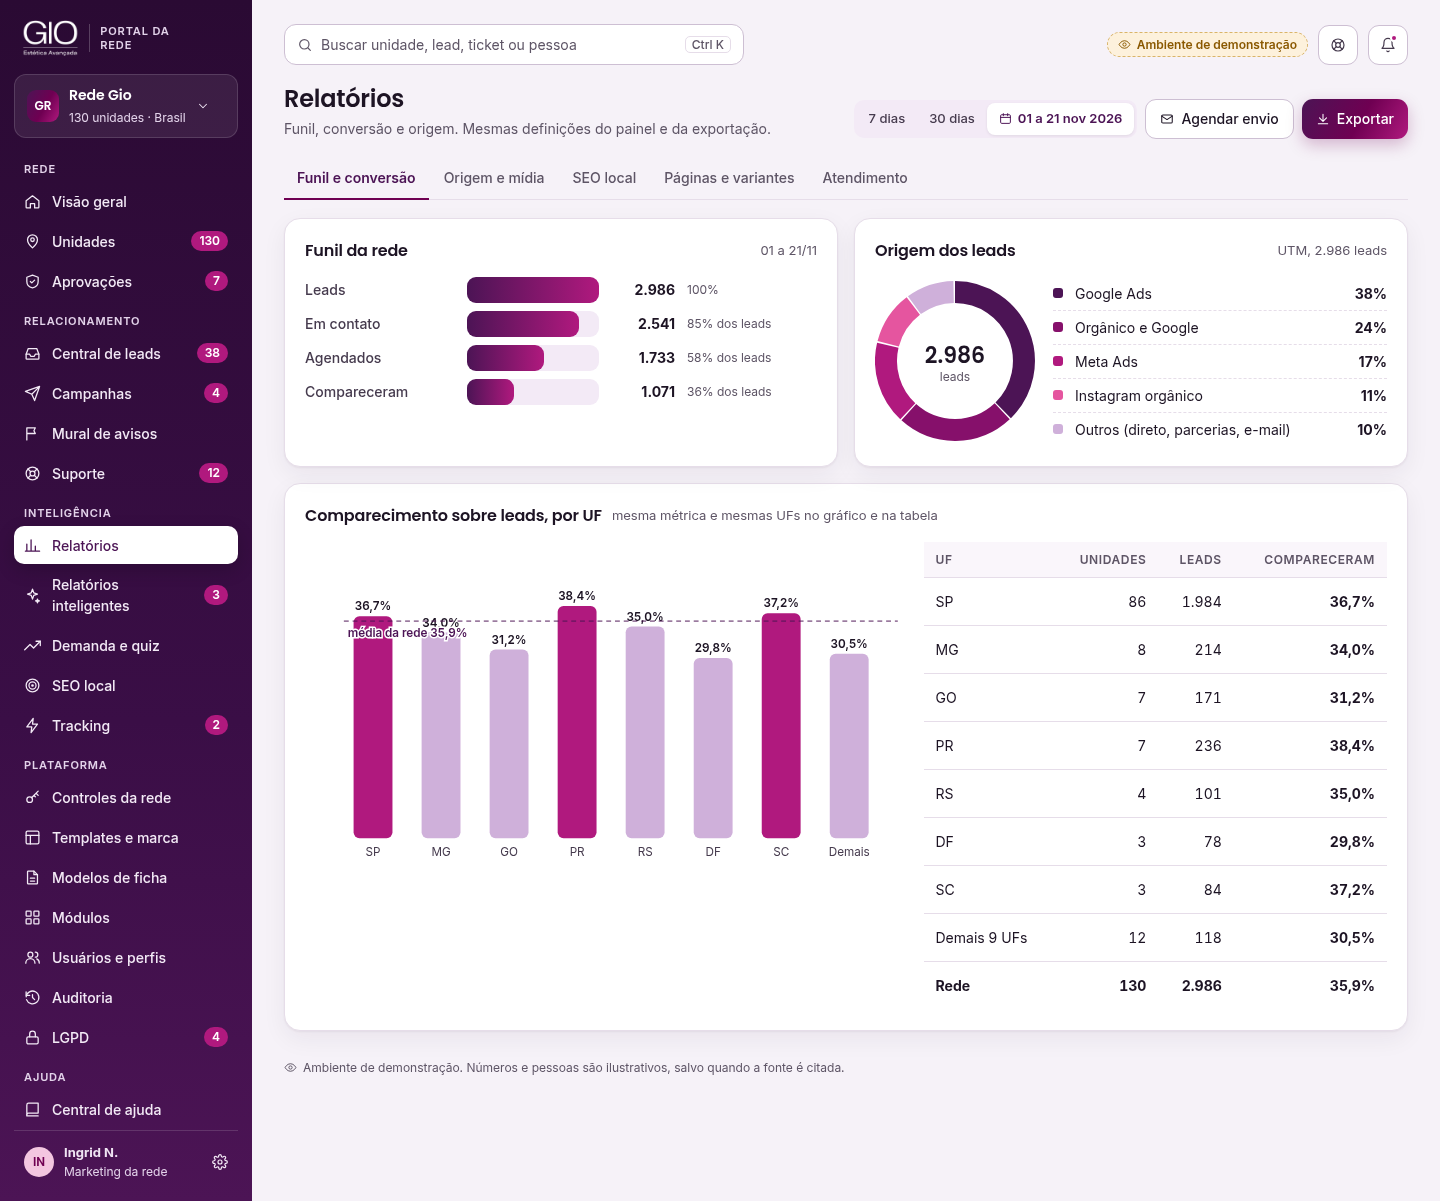 GIO
Estética Avançada
PORTAL DA
REDE
GR
Rede Gio
130 unidades · Brasil
REDE
Visão geral
Unidades 130
Aprovações 7
RELACIONAMENTO
Central de leads 38
Campanhas 4
Mural de avisos
Suporte 12
INTELIGÊNCIA
Relatórios
Relatórios
inteligentes 3
Demanda e quiz
SEO local
Tracking 2
PLATAFORMA
Controles da rede
Templates e marca
Modelos de ficha
Módulos
Usuários e perfis
Auditoria
LGPD 4
AJUDA
Central de ajuda
IN
Ingrid N.
Marketing da rede
Buscar unidade, lead, ticket ou pessoa Ctrl K
Ambiente de demonstração
Relatórios
Funil, conversão e origem. Mesmas definições do painel e da exportação.
7 dias 30 dias 01 a 21 nov 2026 Agendar envio Exportar
Funil e conversão Origem e mídia SEO local Páginas e variantes Atendimento
Funil da rede 01 a 21/11
Leads 2.986 100%
Em contato 2.541 85% dos leads
Agendados 1.733 58% dos leads
Compareceram 1.071 36% dos leads
Origem dos leads UTM, 2.986 leads
2.986
leads
Google Ads 38%
Orgânico e Google 24%
Meta Ads 17%
Instagram orgânico 11%
Outros (direto, parcerias, e-mail) 10%
Comparecimento sobre leads, por UF mesma métrica e mesmas UFs no gráfico e na tabela
36,7% 34,0% 31,2% 38,4% 35,0% 29,8% 37,2% 30,5%
média da rede 35,9%
SP MG GO PR RS DF SC Demais
UF UNIDADES LEADS COMPARECERAM
SP 86 1.984 36,7%
MG 8 214 34,0%
GO 7 171 31,2%
PR 7 236 38,4%
RS 4 101 35,0%
DF 3 78 29,8%
SC 3 84 37,2%
Demais 9 UFs 12 118 30,5%
Rede 130 2.986 35,9%
Ambiente de demonstração. Números e pessoas são ilustrativos, salvo quando a fonte é citada.